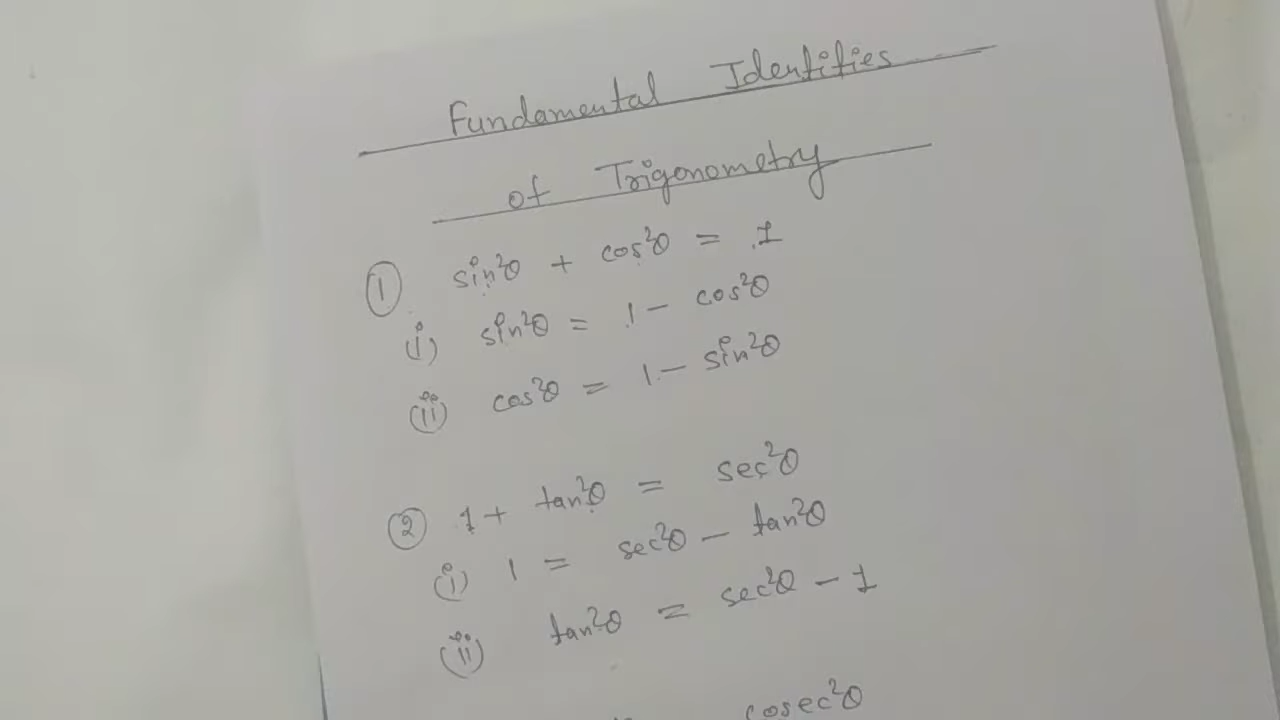 Fundamental Identities
of Trigonometry
① sin²θ + cos²θ = 1
(i) sin²θ = 1 - cos²θ
(ii) cos²θ = 1 - sin²θ
② 1 + tan²θ = sec²θ
(i) 1 = sec²θ - tan²θ
(ii) tan²θ = sec²θ - 1
cosec²θ